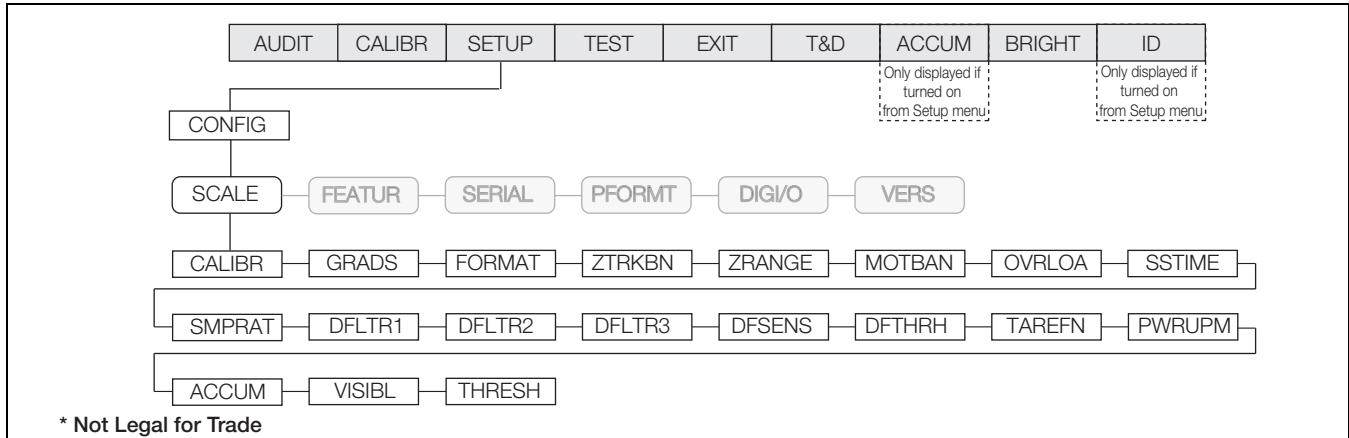 AUDIT CALIBR SETUP TEST EXIT T&D ACCUM BRIGHT ID
Only displayed if turned on from Setup menu
Only displayed if turned on from Setup menu
CONFIG
SCALE FEATUR SERIAL PFORMT DIGI/O VERS
CALIBR GRADS FORMAT ZTRKBN ZRANGE MOTBAN OVRLOA SSTIME
SMPRAT DFLTR1 DFLTR2 DFLTR3 DFSENS DFTHRH TAREFN PWRUPM
ACCUM VISIBL THRESH
* Not Legal for Trade